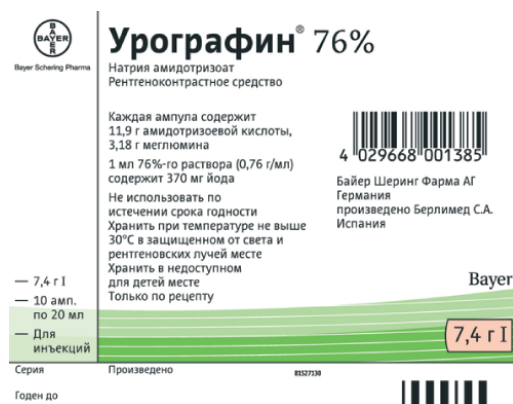 BAYER
BAYER
Bayer Schering Pharma
Урографин® 76%
Натрия амидотризоат
Рентгеноконтрастное средство
Каждая ампула содержит
11,9 г амидотризоевой кислоты,
3,18 г меглюмина
1 мл 76%-го раствора (0,76 г/мл)
содержит 370 мг йода
Не использовать по
истечении срока годности
Хранить при температуре не выше
30°С в защищенном от света и
рентгеновских лучей месте
Хранить в недоступном
для детей месте
Только по рецепту
4 029668 001385
Байер Шеринг Фарма АГ
Германия
произведено Берлимед С.А.
Испания
— 7,4 г I
— 10 амп.
по 20 мл
— Для
инъекций
Bayer
7,4 г I
Серия
Произведено
81527130
Годен до